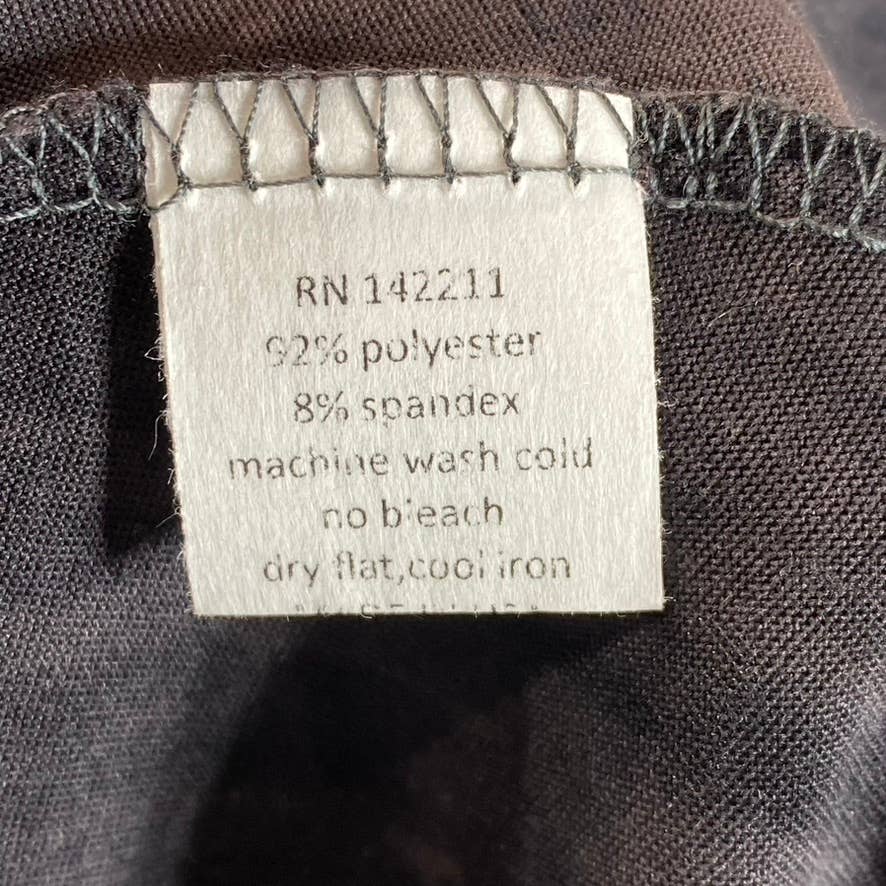 RN 142211
92% polyester
8% spandex
machine wash cold
no bleach
dry flat,cool iron